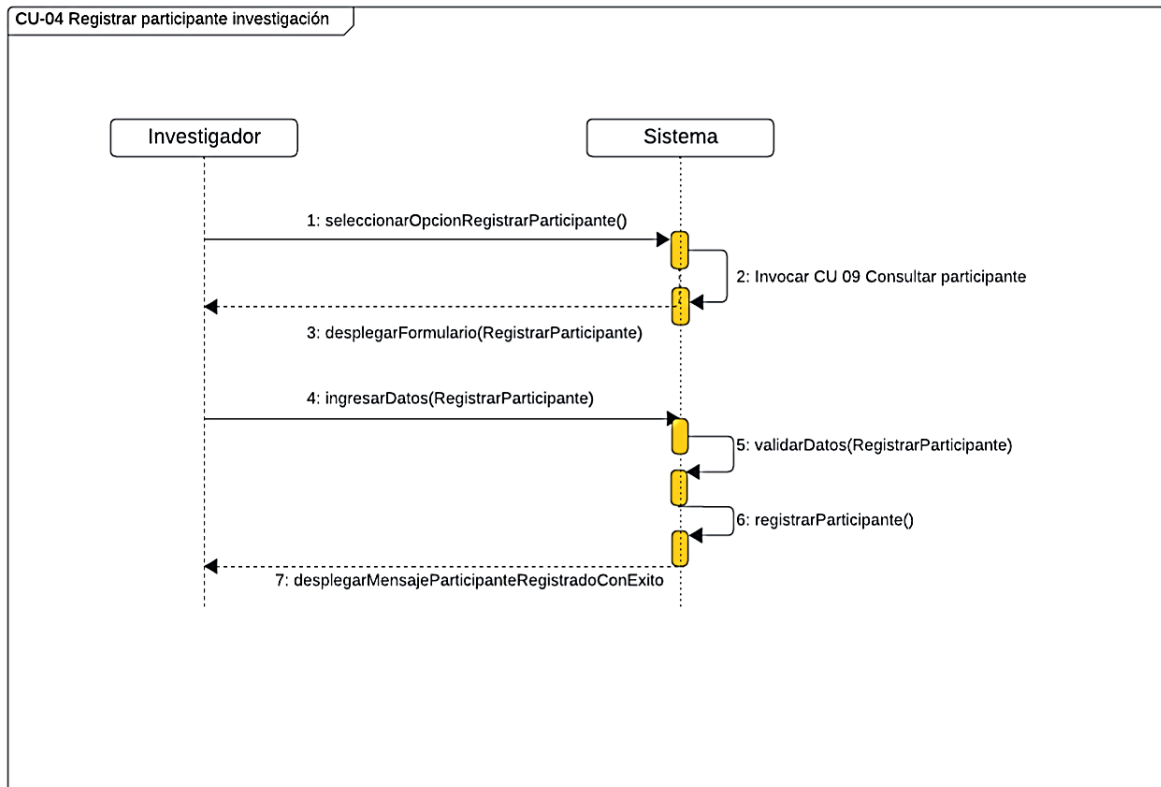 CU-04 Registrar participante investigación
Investigador
Sistema
1: seleccionarOpcionRegistrarParticipante()
2: Invocar CU 09 Consultar participante
3: desplegarFormulario(RegistrarParticipante)
4: ingresarDatos(RegistrarParticipante)
5: validarDatos(RegistrarParticipante)
6: registrarParticipante()
7: desplegarMensajeParticipanteRegistradoConExito